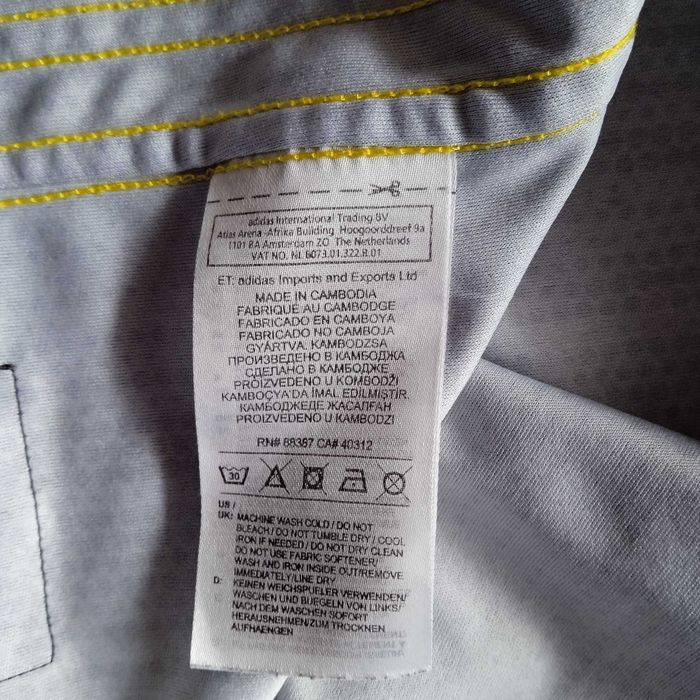 adidas International Trading BV
Atlas Arena -Afrika Building Hoogoorddreef 9a
1101 BA Amsterdam ZO The Netherlands
VAT NO. NL 8073.01.322.B.01
ET: adidas Imports and Exports Ltd
MADE IN CAMBODIA
FABRIQUÉ AU CAMBODGE
FABRICADO EN CAMBOYA
FABRICADO NO CAMBOJA
GYÁRTVA: KAMBODZSA
ПРОИЗВЕДЕНО В КАМБОДЖА
СДЕЛАНО В КАМБОДЖЕ
PROIZVEDENO U KOMBODŽI
KAMBOÇYA'DA İMAL EDİLMİŞTİR.
КАМБОДЖЕДЕ ЖАСАЛҒАН
PROIZVEDENO U KAMBODZI
RN# 88387 CA# 40312
30
US /
UK: MACHINE WASH COLD / DO NOT
BLEACH / DO NOT TUMBLE DRY / COOL
IRON IF NEEDED / DO NOT DRY CLEAN
DO NOT USE FABRIC SOFTENER/
WASH AND IRON INSIDE OUT/REMOVE
IMMEDIATELY/LINE DRY
D: KEINEN WEICHSPUELER VERWENDEN/
WASCHEN UND BUEGELN VON LINKS/
NACH DEM WASCHEN SOFORT
HERAUSNEHMEN/ZUM TROCKNEN
AUFHAENGEN